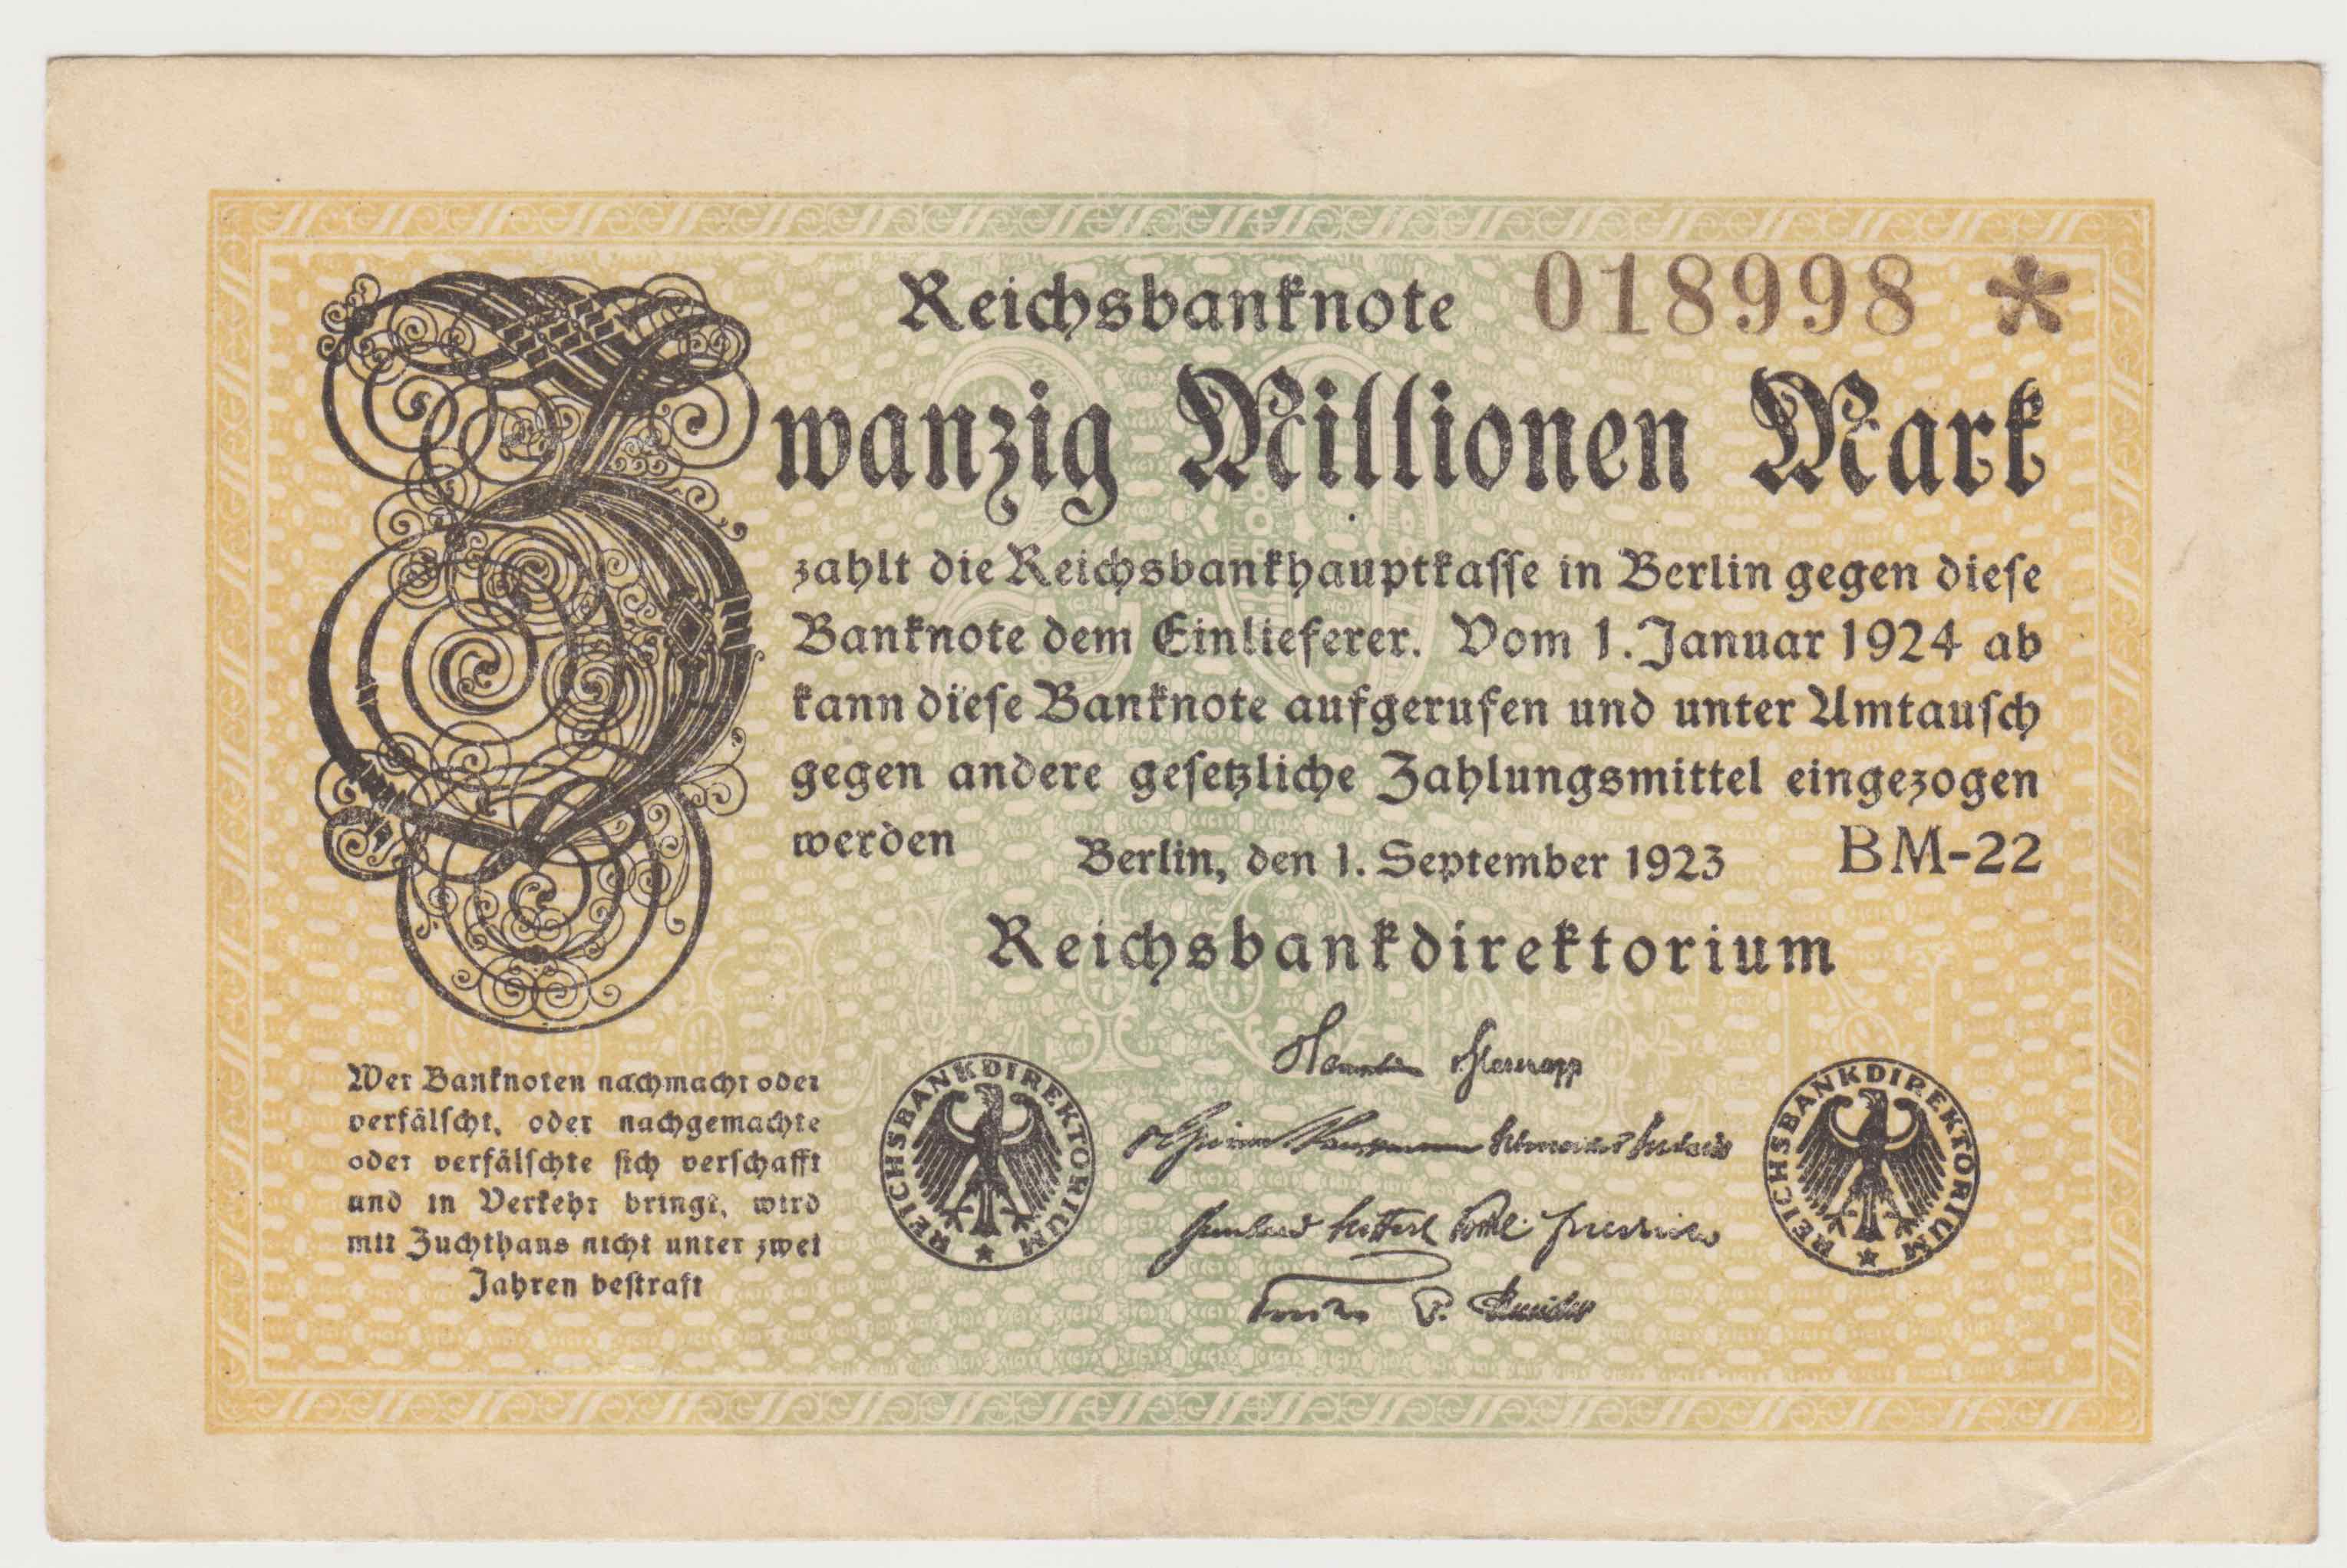 Reichsbanknote 018998 *
Zwanzig Millionen Mark
zahlt die Reichsbankhauptkasse in Berlin gegen diese
Banknote dem Einlieferer. Vom 1. Januar 1924 ab
kann diese Banknote aufgerufen und unter Umtausch
gegen andere gesetzliche Zahlungsmittel eingezogen
werden
Berlin, den 1. September 1923
BM-22
Reichsbankdirektorium
Wer Banknoten nachmacht oder
verfälscht, oder nachgemachte
oder verfälschte sich verschafft
und in Verkehr bringt, wird
mit Zuchthaus nicht unter zwei
Jahren bestraft
REICHSBANKDIREKTORIUM ★
REICHSBANKDIREKTORIUM ★